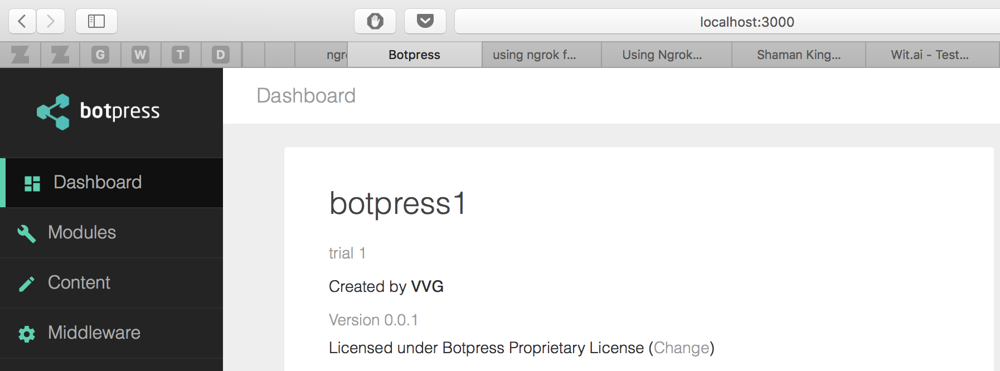 localhost:3000
Z Z G W T D ngr Botpress using ngrok f... Using Ngrok... Shaman King... Wit.ai - Test...
botpress
Dashboard
Dashboard
Modules
Content
Middleware
botpress1
trial 1
Created by VVG
Version 0.0.1
Licensed under Botpress Proprietary License (Change)